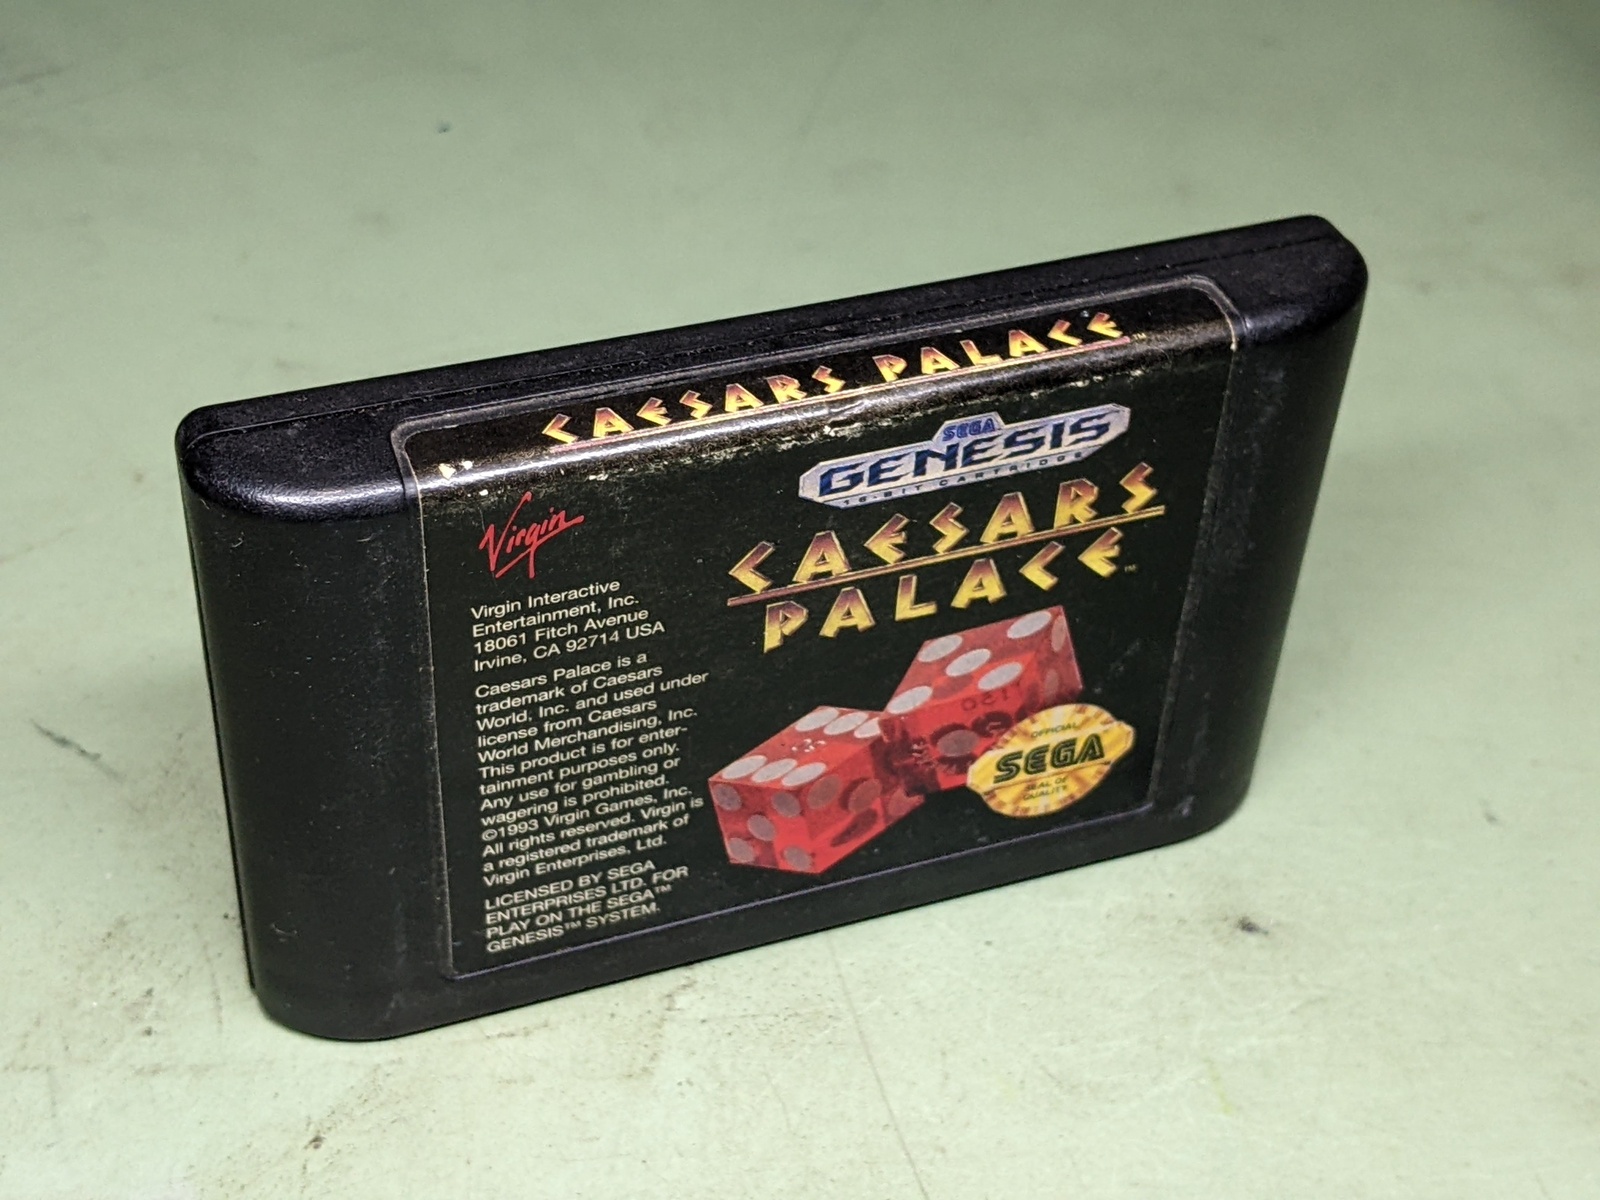 CAESARS PALACE™
SEGA
GENESIS
16-BIT CARTRIDGE
Virgin
CAESARS
PALACE™
Virgin Interactive
Entertainment, Inc.
18061 Fitch Avenue
Irvine, CA 92714 USA
Caesars Palace is a
trademark of Caesars
World, Inc. and used under
license from Caesars
World Merchandising, Inc.
This product is for enter-
tainment purposes only.
Any use for gambling or
wagering is prohibited.
©1993 Virgin Games, Inc.
All rights reserved. Virgin is
a registered trademark of
Virgin Enterprises, Ltd.
LICENSED BY SEGA
ENTERPRISES LTD. FOR
PLAY ON THE SEGA™
GENESIS™ SYSTEM.
OFFICIAL
SEGA
SEAL OF
QUALITY